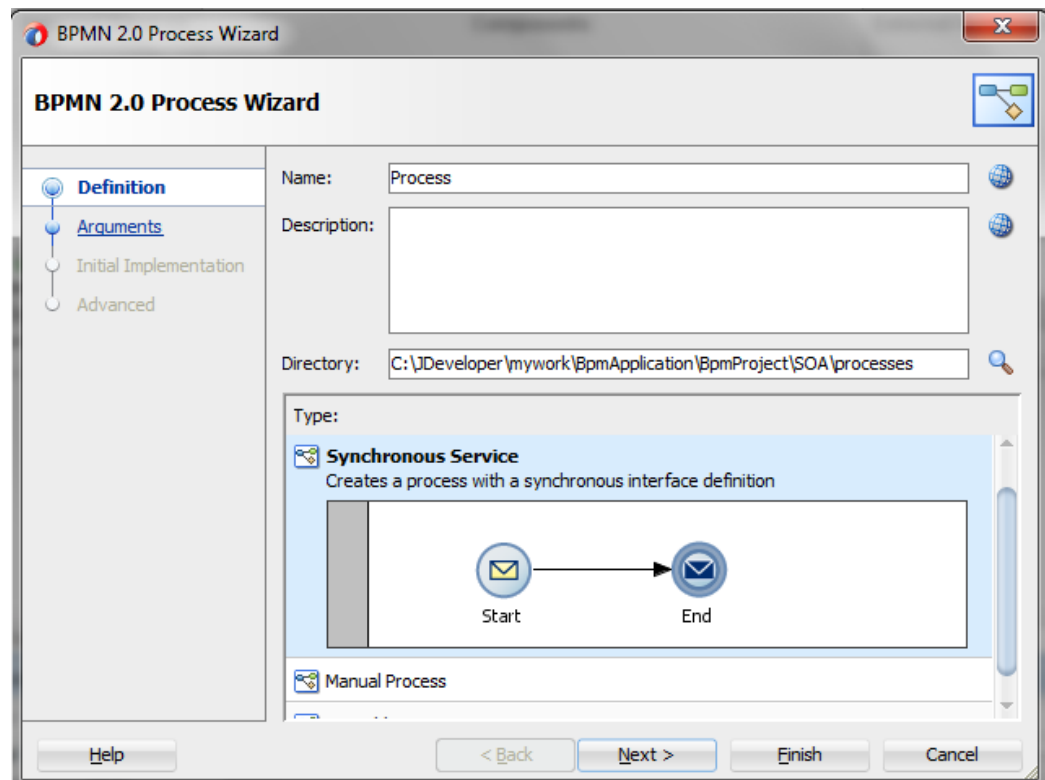 BPMN 2.0 Process Wizard
BPMN 2.0 Process Wizard
Definition
Arguments
Initial Implementation
Advanced
Name: Process
Description:
Directory: C:\JDeveloper\mywork\BpmApplication\BpmProject\SOA\processes
Type:
Synchronous Service
Creates a process with a synchronous interface definition
Start End
Manual Process
Help < Back Next > Finish Cancel